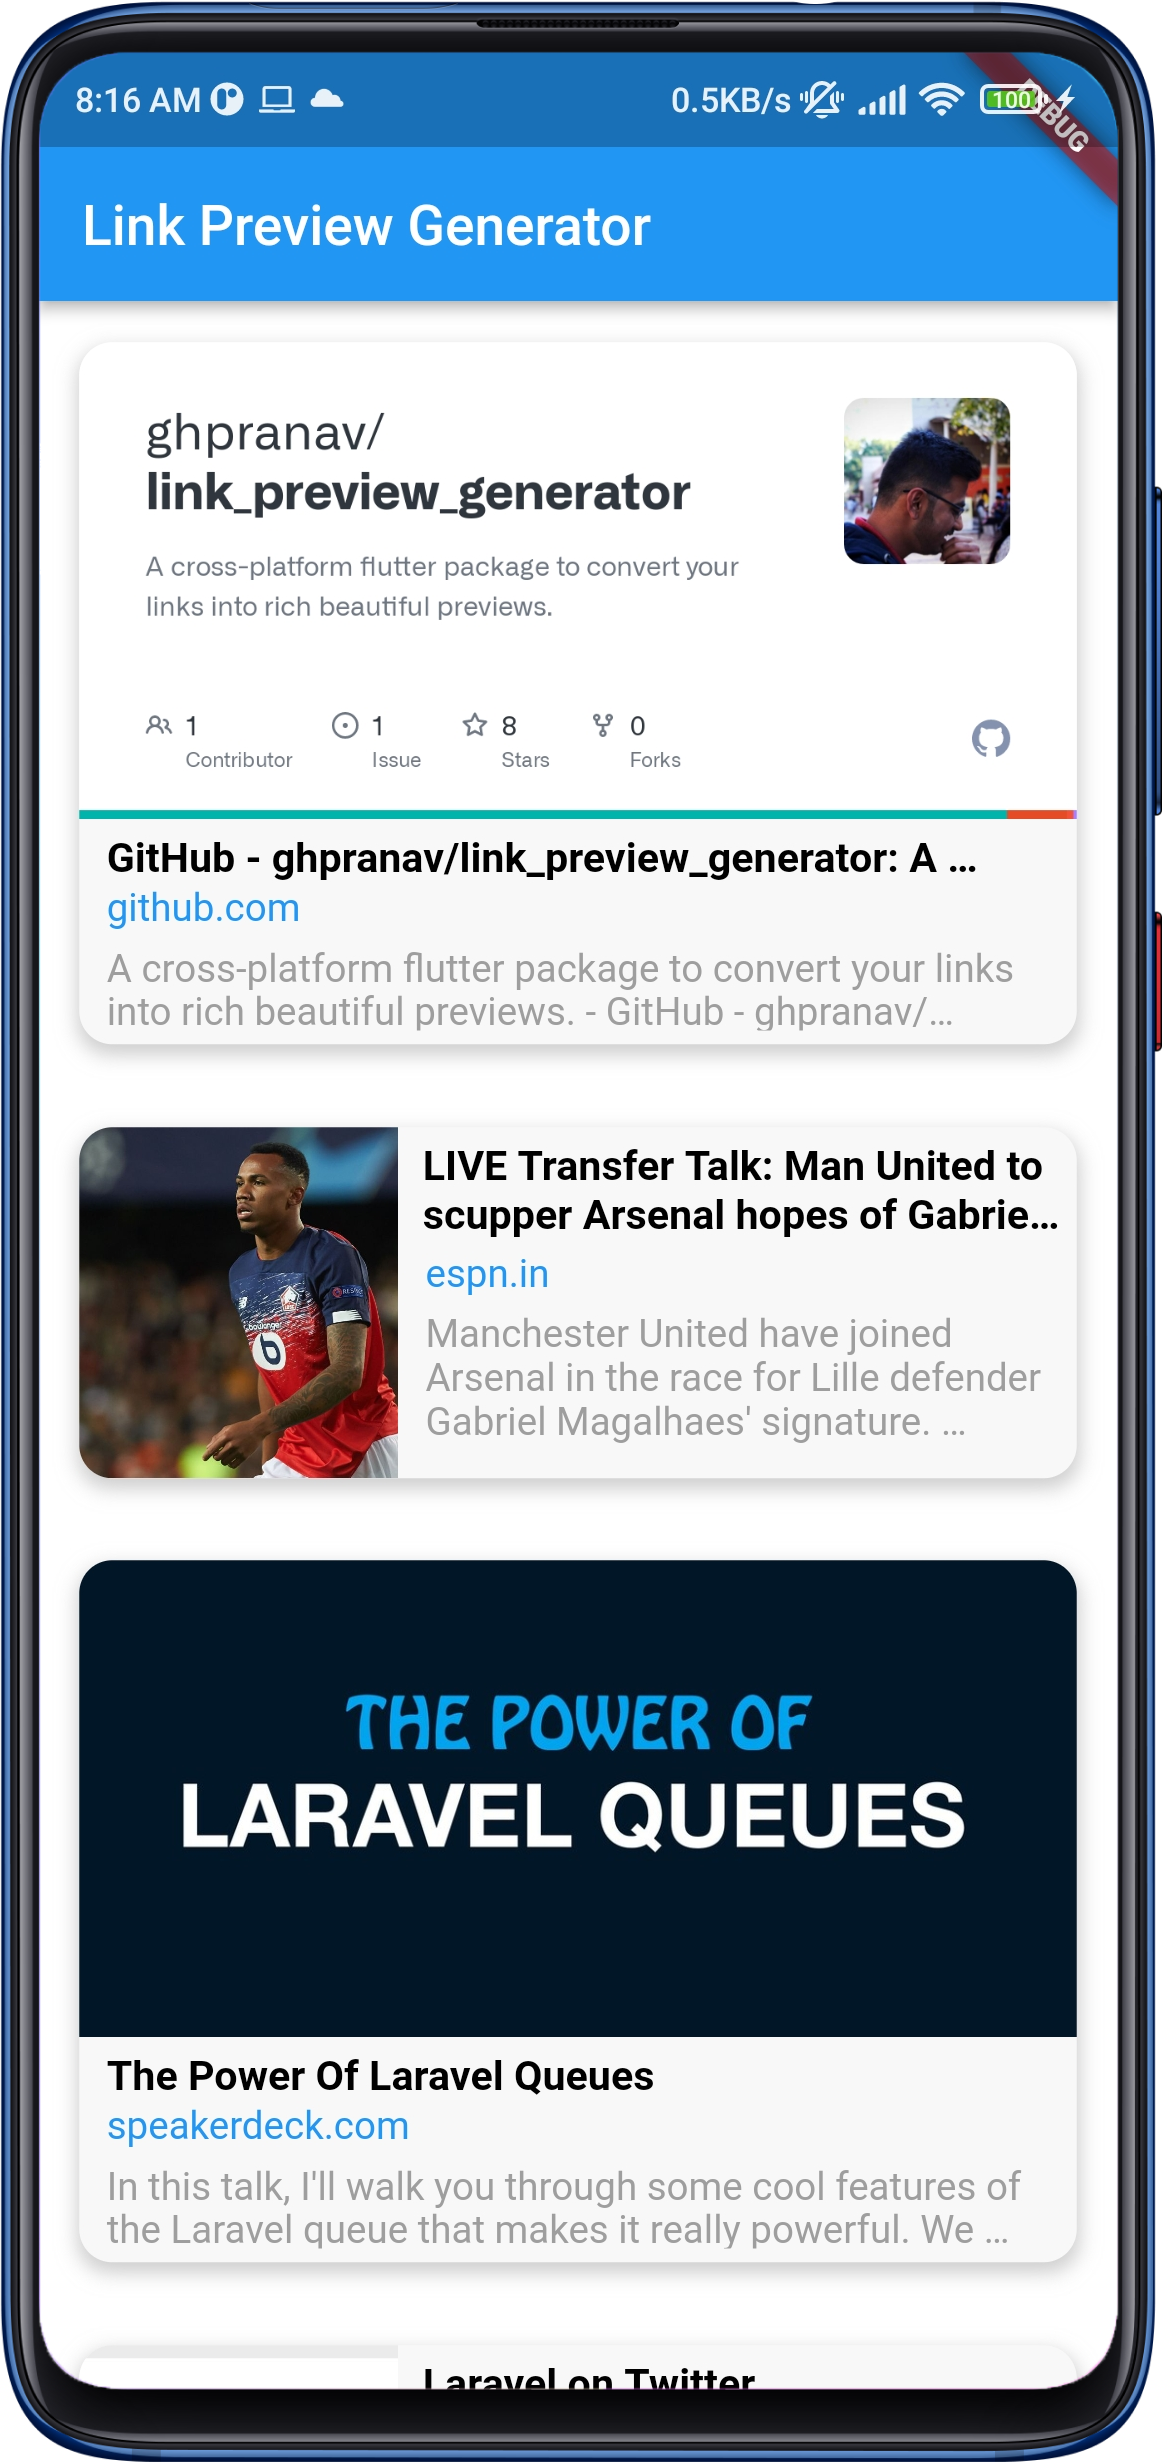 8:16 AM
0.5KB/s
100
DEBUG
Link Preview Generator
ghpranav/
link_preview_generator
A cross-platform flutter package to convert your
links into rich beautiful previews.
1
Contributor
1
Issue
8
Stars
0
Forks
GitHub - ghpranav/link_preview_generator: A ...
github.com
A cross-platform flutter package to convert your links
into rich beautiful previews. - GitHub - ghpranav/...
LIVE Transfer Talk: Man United to
scupper Arsenal hopes of Gabrie...
espn.in
Manchester United have joined
Arsenal in the race for Lille defender
Gabriel Magalhaes' signature. ...
boulanger
b
THE POWER OF
LARAVEL QUEUES
The Power Of Laravel Queues
speakerdeck.com
In this talk, I'll walk you through some cool features of
the Laravel queue that makes it really powerful. We ...
Laravel on Twitter